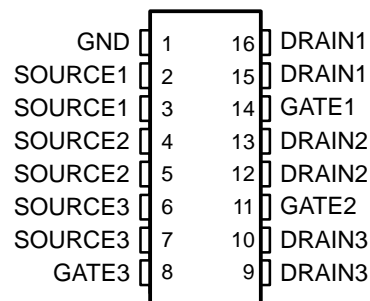 GND 1 16 DRAIN1
SOURCE1 2 15 DRAIN1
SOURCE1 3 14 GATE1
SOURCE2 4 13 DRAIN2
SOURCE2 5 12 DRAIN2
SOURCE3 6 11 GATE2
SOURCE3 7 10 DRAIN3
GATE3 8 9 DRAIN3